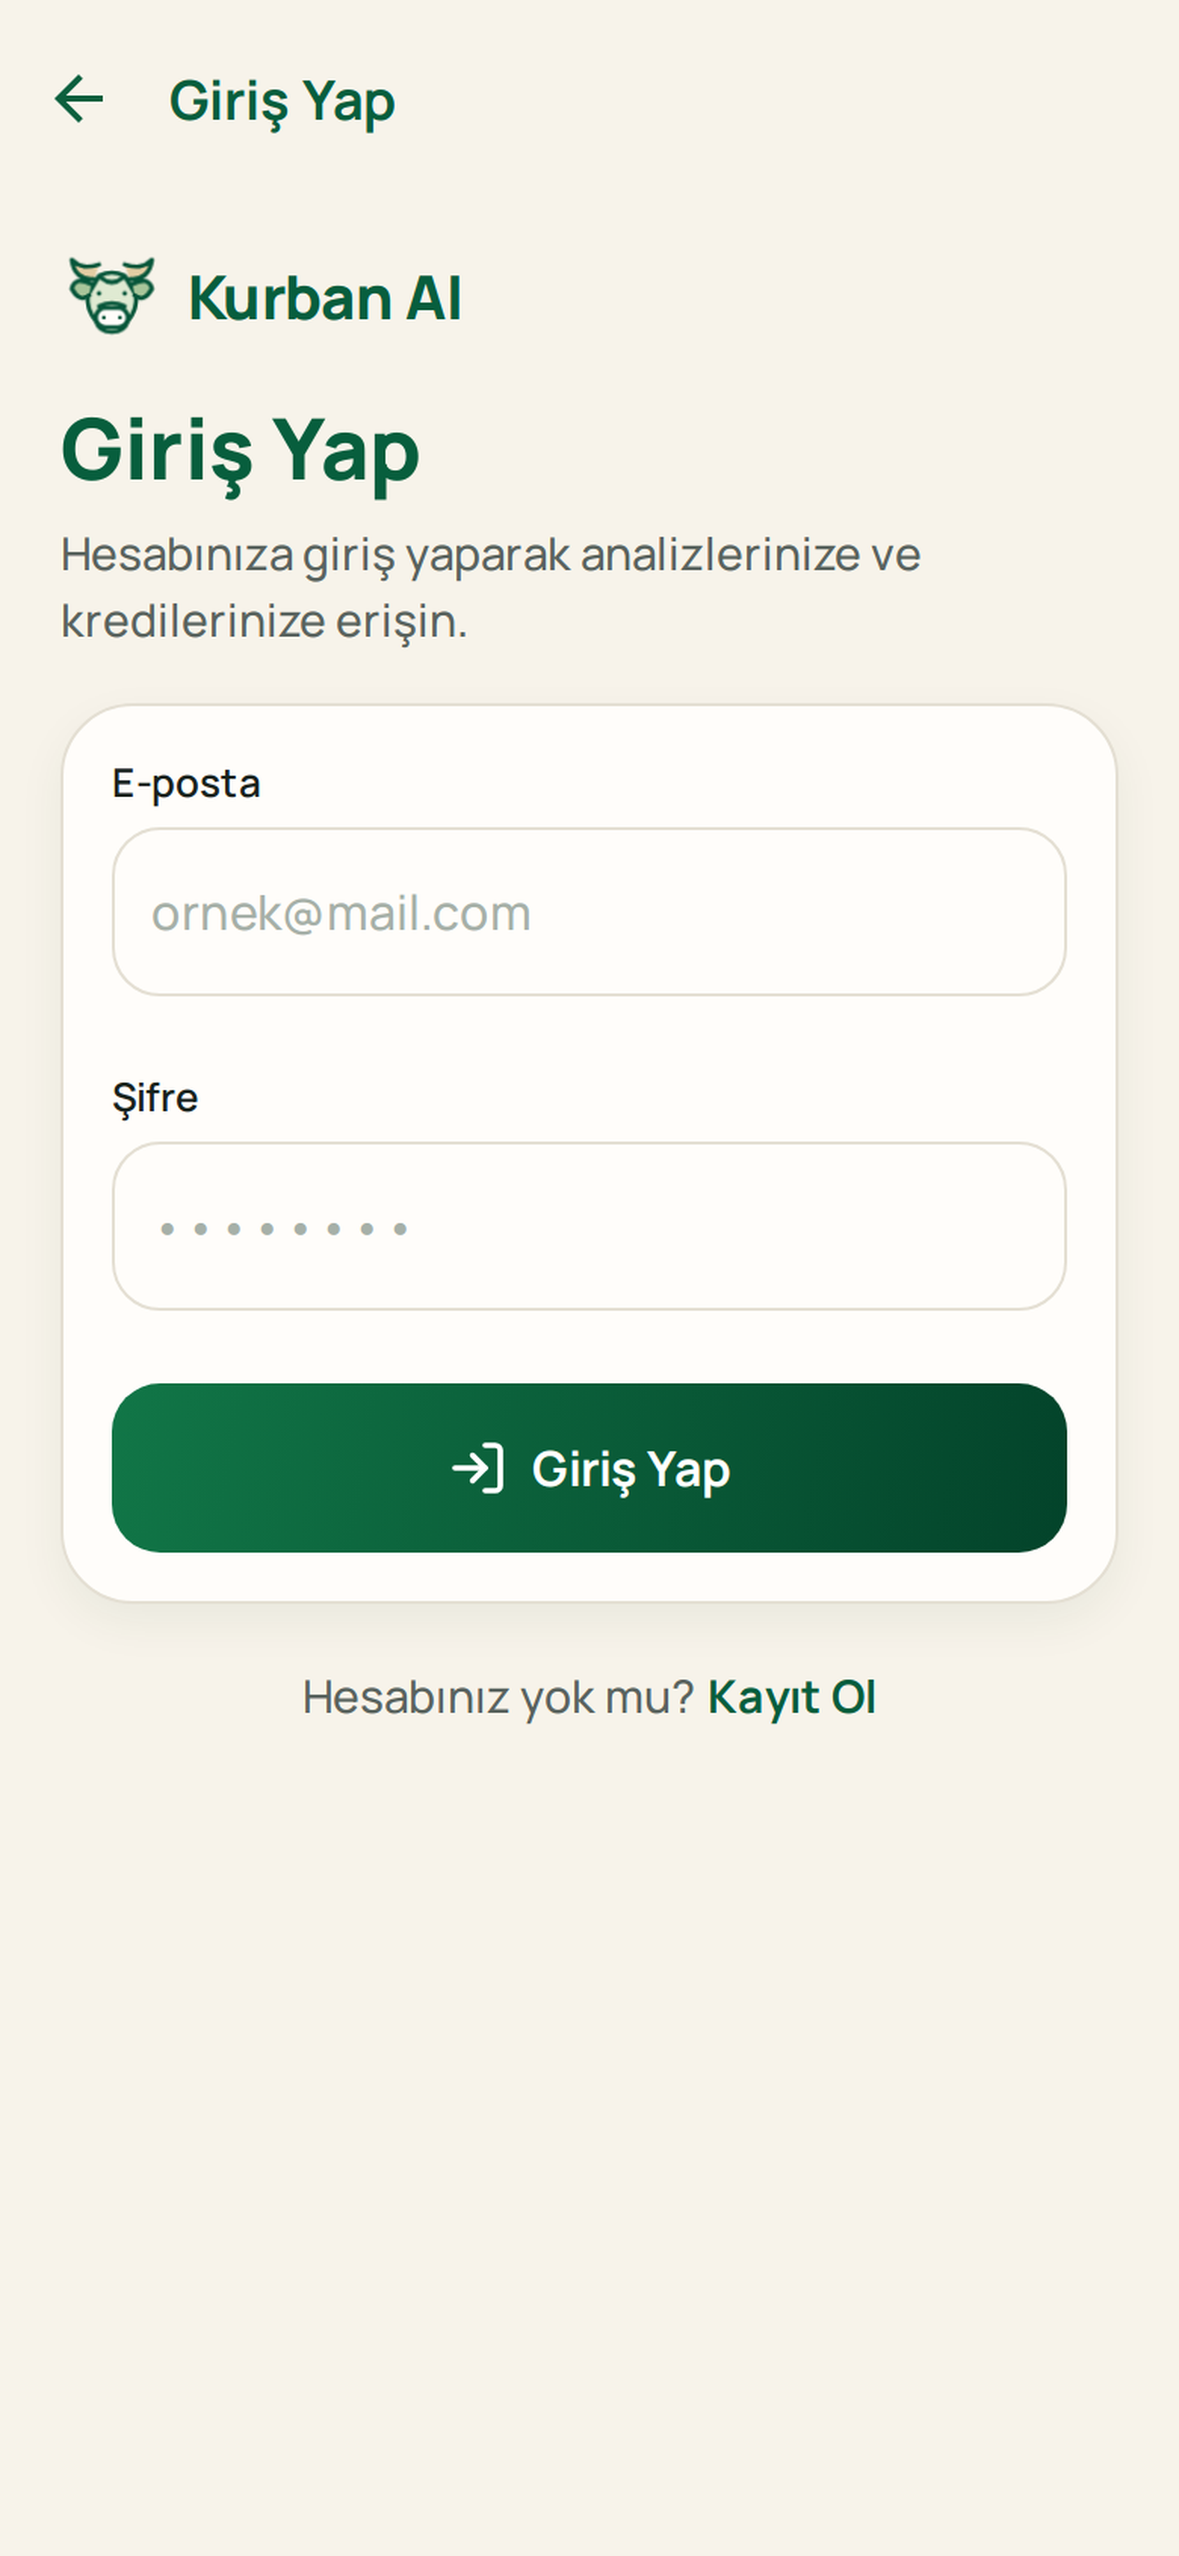 Giriş Yap
Kurban AI
Giriş Yap
Hesabınıza giriş yaparak analizlerinize ve
kredilerinize erişin.
E-posta
ornek@mail.com
Şifre
••••••••
Giriş Yap
Hesabınız yok mu? Kayıt Ol